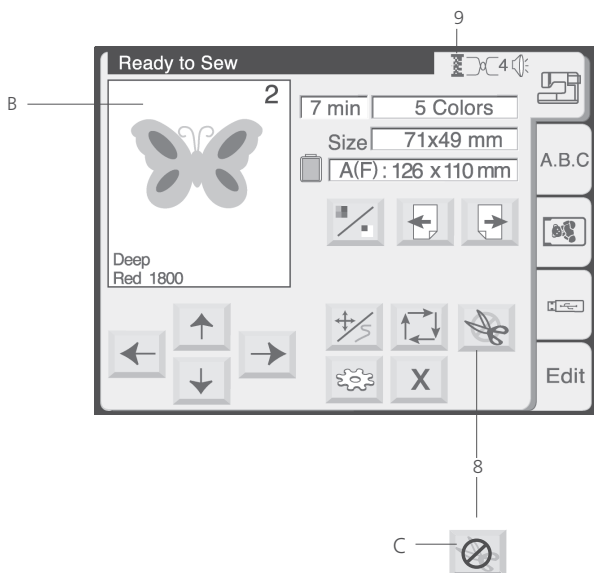 9
Ready to Sew
4
B
2
7 min
5 Colors
Size
71x49 mm
A(F) : 126 x 110 mm
A.B.C
Deep
Red 1800
X
Edit
8
C